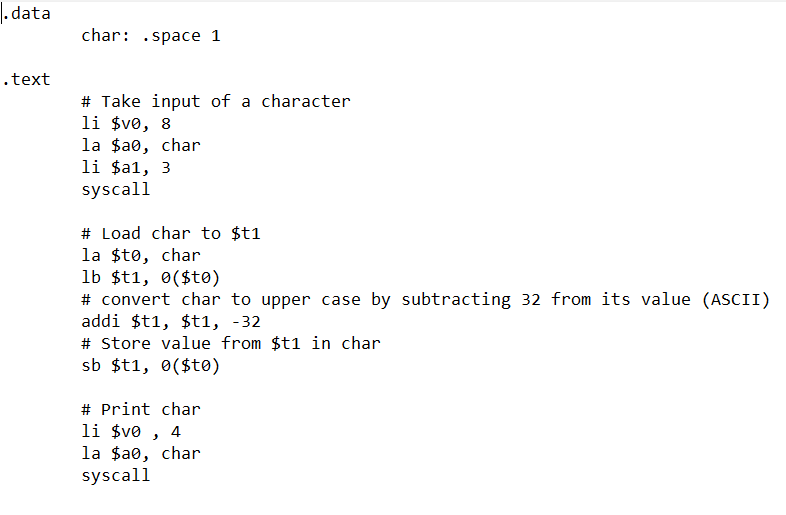 .data
char: .space 1
.text
# Take input of a character
li $v0, 8
la $a0, char
li $a1, 3
syscall
# Load char to $t1
la $t0, char
lb $t1, 0($t0)
# convert char to upper case by subtracting 32 from its value (ASCII)
addi $t1, $t1, -32
# Store value from $t1 in char
sb $t1, 0($t0)
# Print char
li $v0 , 4
la $a0, char
syscall